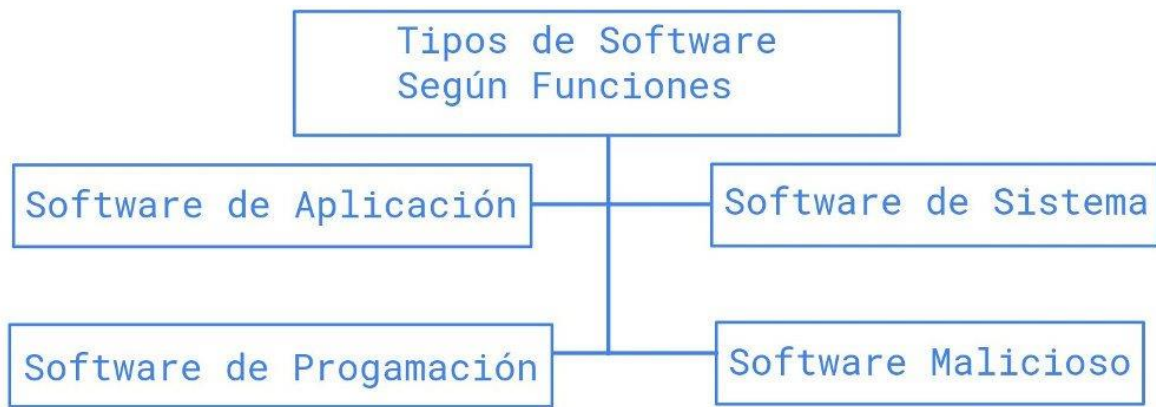 Tipos de Software
Según Funciones
Software de Aplicación
Software de Sistema
Software de Progamación
Software Malicioso